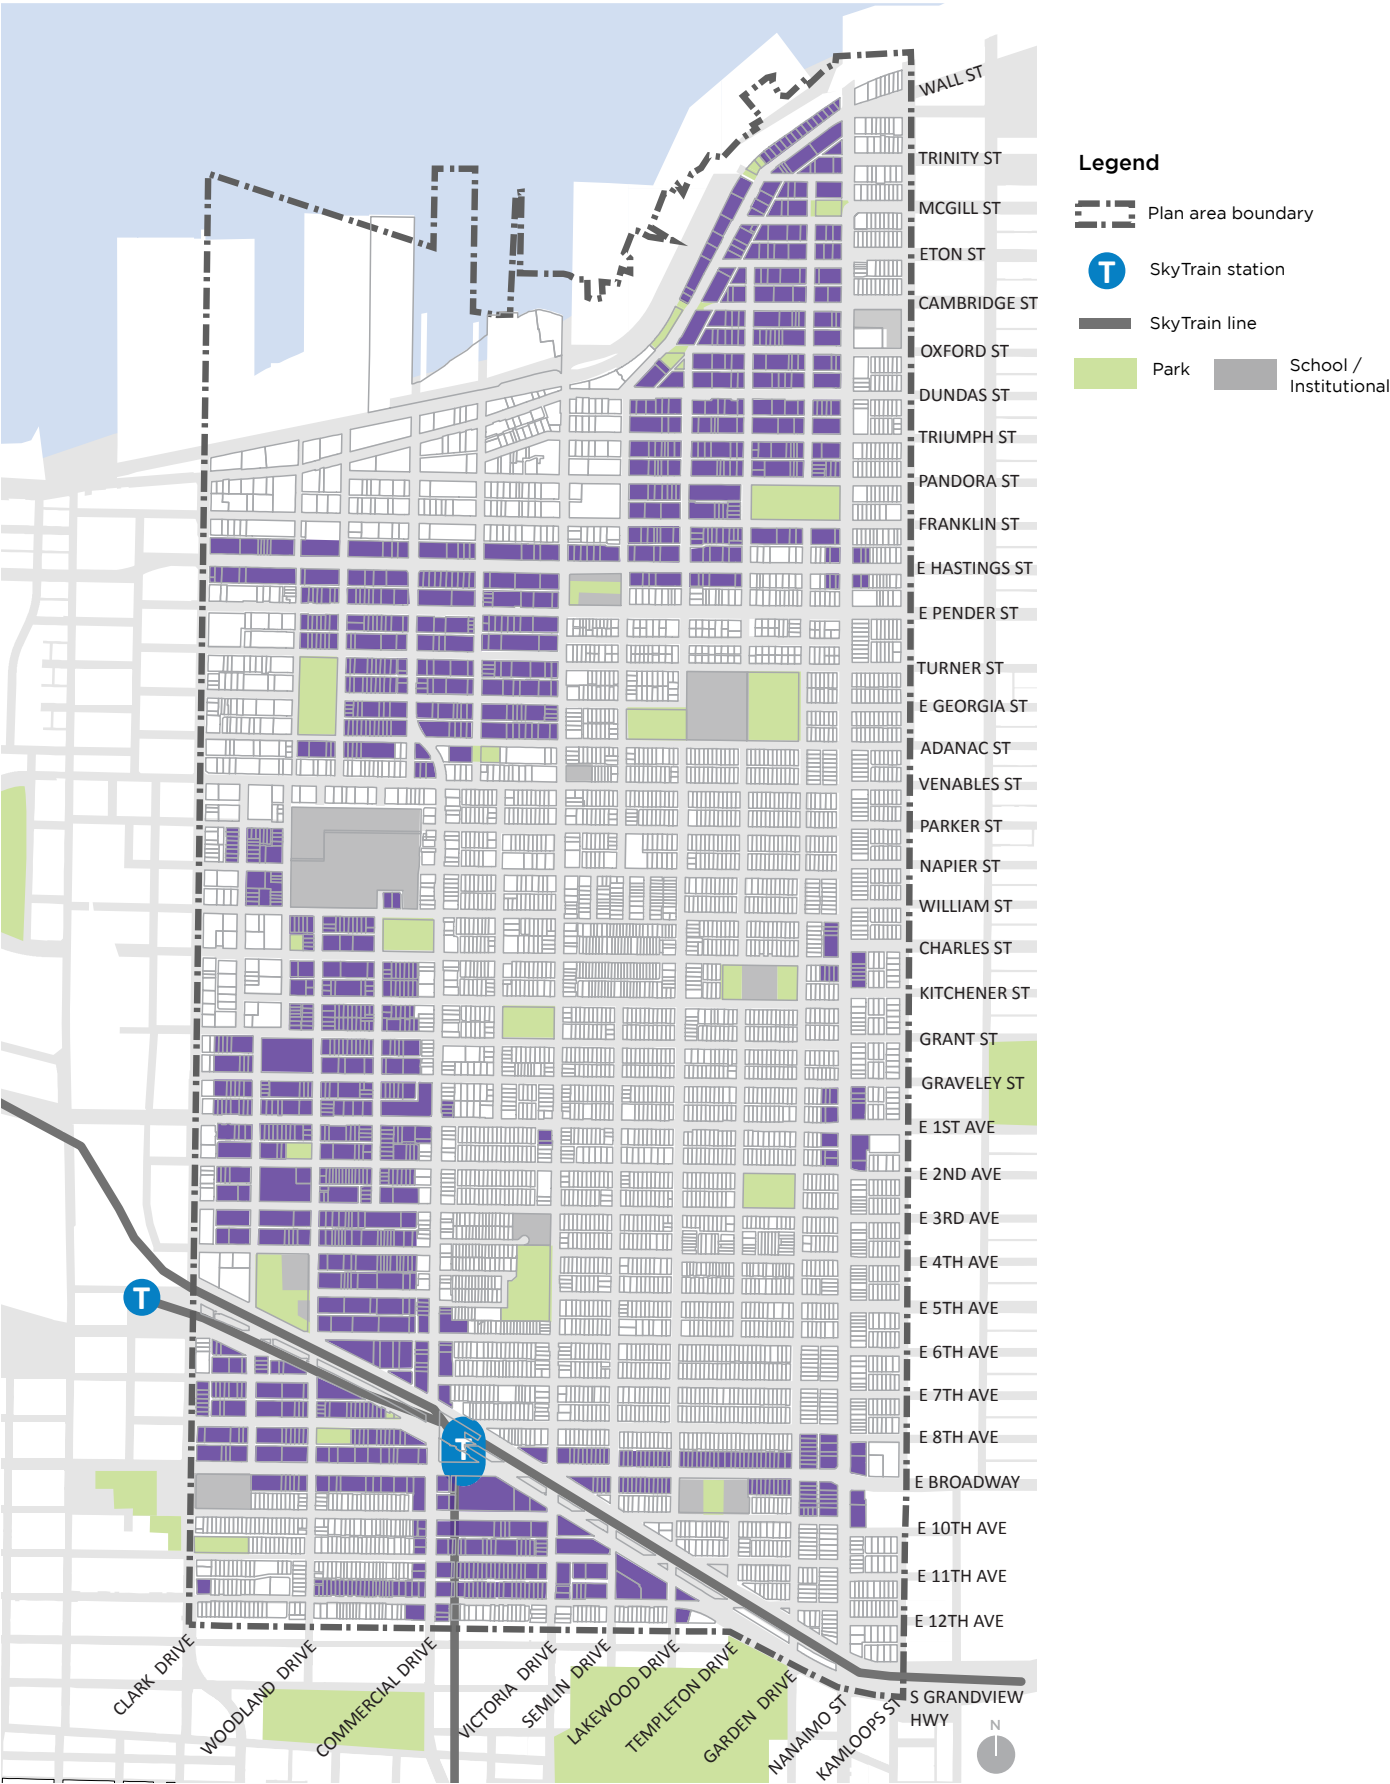 WALL ST
TRINITY ST
MCGILL ST
ETON ST
CAMBRIDGE ST
OXFORD ST
DUNDAS ST
TRIUMPH ST
PANDORA ST
FRANKLIN ST
E HASTINGS ST
E PENDER ST
TURNER ST
E GEORGIA ST
ADANAC ST
VENABLES ST
PARKER ST
NAPIER ST
WILLIAM ST
CHARLES ST
KITCHENER ST
GRANT ST
GRAVELEY ST
E 1ST AVE
E 2ND AVE
E 3RD AVE
E 4TH AVE
E 5TH AVE
E 6TH AVE
E 7TH AVE
E 8TH AVE
E BROADWAY
E 10TH AVE
E 11TH AVE
E 12TH AVE
S GRANDVIEW
HWY
CLARK DRIVE
WOODLAND DRIVE
COMMERCIAL DRIVE
VICTORIA DRIVE
SEMLIN DRIVE
LAKEWOOD DRIVE
TEMPLETON DRIVE
GARDEN DRIVE
NANAIMO ST
KAMLOOPS ST
T
T
N
Legend
Plan area boundary
T
SkyTrain station
SkyTrain line
Park
School /
Institutional